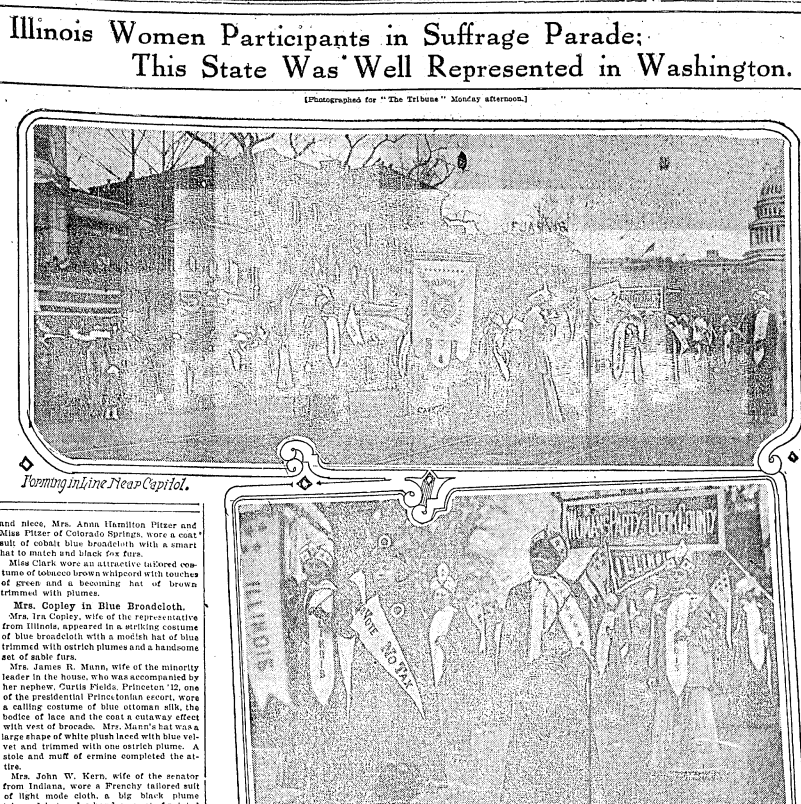 Illinois Women Participants in Suffrage Parade;
This State Was Well Represented in Washington.
[Photographed for "The Tribune" Monday afternoon.]
Forming in Line Near Capitol.
and niece, Mrs. Anna Hamilton Pitzer and
Miss Pitzer of Colorado Springs, wore a coat
suit of cobalt blue broadcloth with a smart
hat to match and black fox furs.
Miss Clark wore an attractive tailored cos-
tume of tobacco brown whipcord with touches
of green and a becoming hat of brown
trimmed with plumes.
Mrs. Copley in Blue Broadcloth.
Mrs. Ira Copley, wife of the representative
from Illinois, appeared in a striking costume
of blue broadcloth with a modish hat of blue
trimmed with ostrich plumes and a handsome
set of sable furs.
Mrs. James R. Mann, wife of the minority
leader in the house, who was accompanied by
her nephew, Curtis Fields, Princeton '12, one
of the presidential Princetonian escort, wore
a calling costume of blue ottoman silk, the
bodice of lace and the coat a cutaway effect
with vest of brocade. Mrs. Mann's hat was a
large shape of white plush laced with blue vel-
vet and trimmed with one ostrich plume. A
stole and muff of ermine completed the at-
tire.
Mrs. John W. Kern, wife of the senator
from Indiana, wore a Frenchy tailored suit
of light mode cloth, a big black plume
ILLINOIS
VOTE NO TAX
WOMAN'S PARTY COOK COUNTY
ILLINOIS